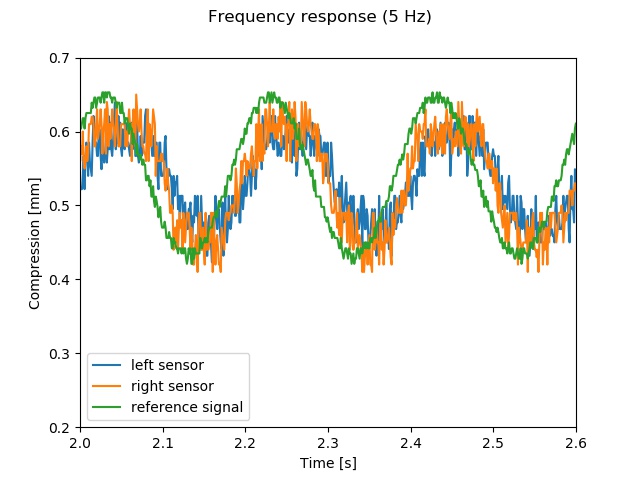 Frequency response (5 Hz)
0.7
0.6
0.5
0.4
0.3
0.2
Compression [mm]
left sensor
right sensor
reference signal
2.0 2.1 2.2 2.3 2.4 2.5 2.6
Time [s]